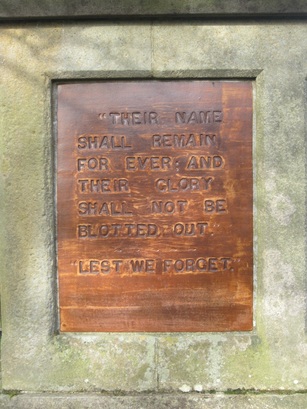 "THEIR NAME
SHALL REMAIN
FOR EVER; AND
THEIR GLORY
SHALL NOT BE
BLOTTED OUT."
"LEST WE FORGET."